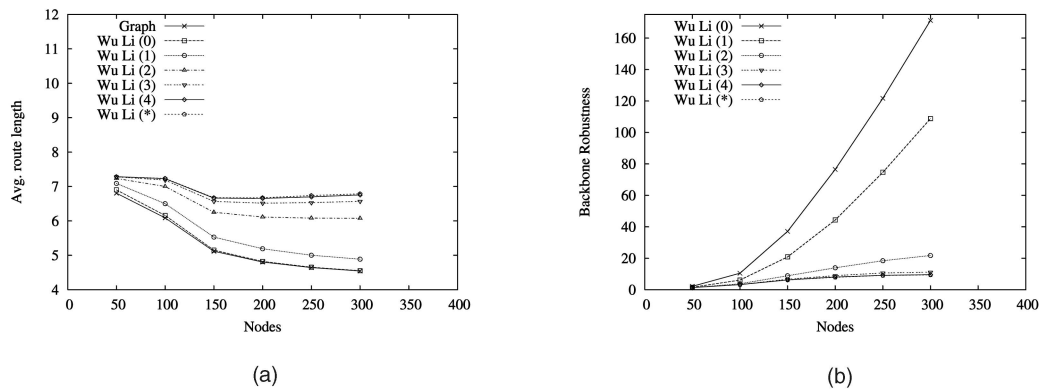 12
11
10
9
8
7
6
5
4
Avg. route length
Graph
Wu Li (0)
Wu Li (1)
Wu Li (2)
Wu Li (3)
Wu Li (4)
Wu Li (*)
0 50 100 150 200 250 300 350 400
Nodes
(a)
160
140
120
100
80
60
40
20
0
Backbone Robustness
Wu Li (0)
Wu Li (1)
Wu Li (2)
Wu Li (3)
Wu Li (4)
Wu Li (*)
0 50 100 150 200 250 300 350 400
Nodes
(b)